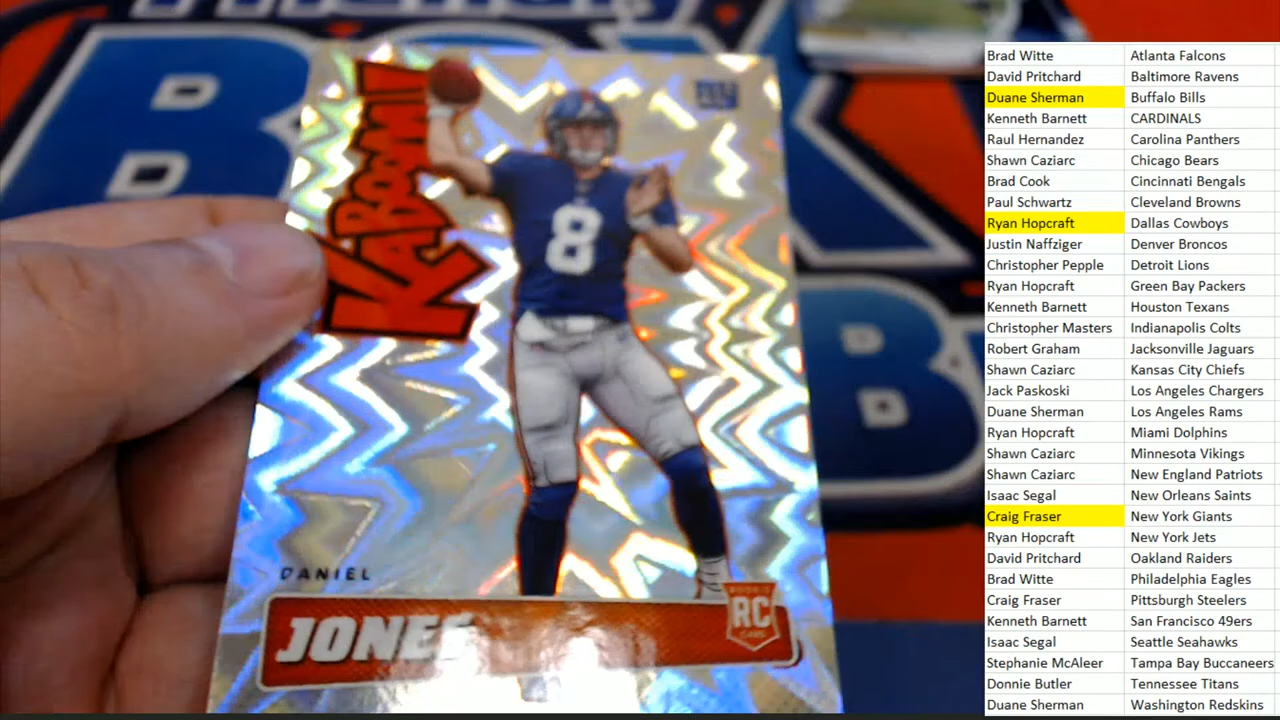 KABOOM!
NY
8
DANIEL
JONES
ROOKIE
RC
CARD
B
B
Brad Witte Atlanta Falcons
David Pritchard Baltimore Ravens
Duane Sherman Buffalo Bills
Kenneth Barnett CARDINALS
Raul Hernandez Carolina Panthers
Shawn Caziarc Chicago Bears
Brad Cook Cincinnati Bengals
Paul Schwartz Cleveland Browns
Ryan Hopcraft Dallas Cowboys
Justin Naffziger Denver Broncos
Christopher Pepple Detroit Lions
Ryan Hopcraft Green Bay Packers
Kenneth Barnett Houston Texans
Christopher Masters Indianapolis Colts
Robert Graham Jacksonville Jaguars
Shawn Caziarc Kansas City Chiefs
Jack Paskoski Los Angeles Chargers
Duane Sherman Los Angeles Rams
Ryan Hopcraft Miami Dolphins
Shawn Caziarc Minnesota Vikings
Shawn Caziarc New England Patriots
Isaac Segal New Orleans Saints
Craig Fraser New York Giants
Ryan Hopcraft New York Jets
David Pritchard Oakland Raiders
Brad Witte Philadelphia Eagles
Craig Fraser Pittsburgh Steelers
Kenneth Barnett San Francisco 49ers
Isaac Segal Seattle Seahawks
Stephanie McAleer Tampa Bay Buccaneers
Donnie Butler Tennessee Titans
Duane Sherman Washington Redskins